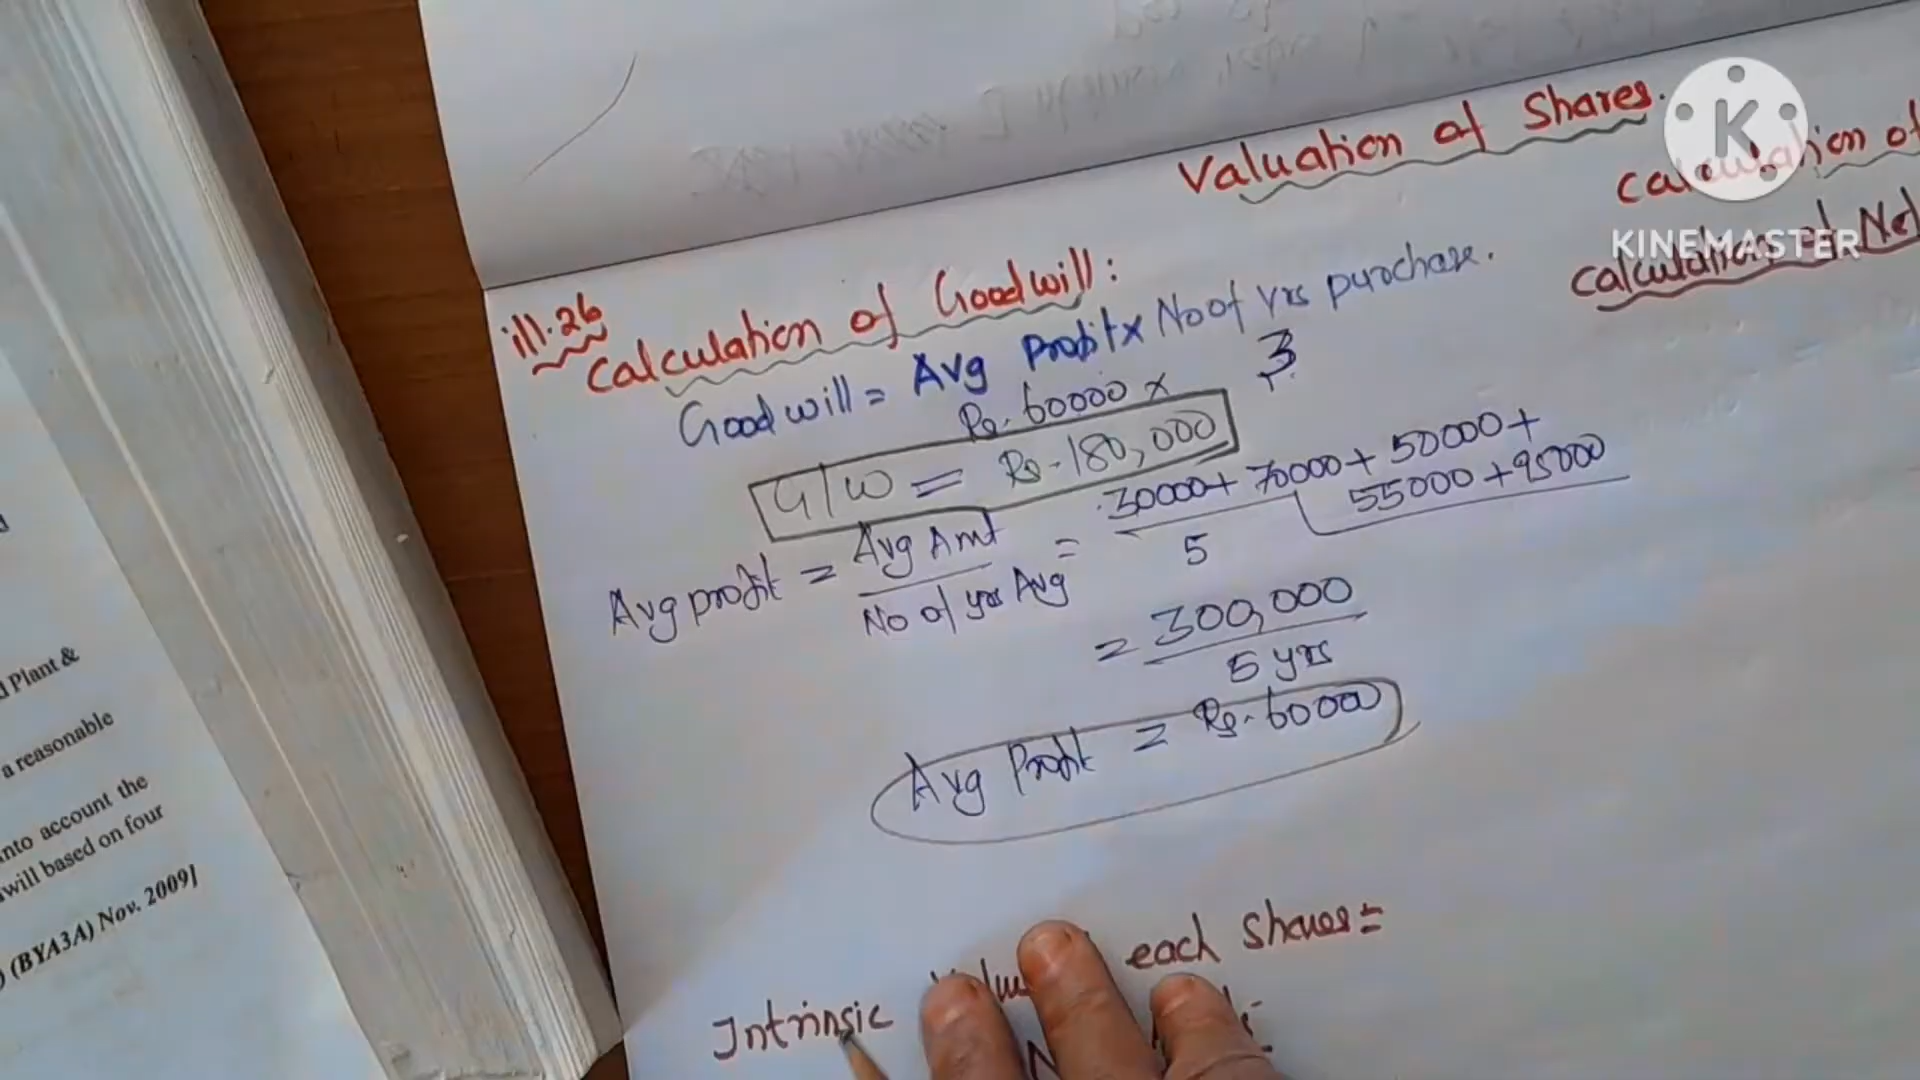 Valuation of Shares.
Calculation of
calculation of Net
KINEMASTER
ill.26
Calculation of Goodwill:
Goodwill = Avg Profit x No of yrs purchase.
Rs. 60000 x 3
G/W = Rs. 180,000
Avg profit = Avg Amt / No of yrs Avg = 30000 + 70000 + 50000 + 55000 + 95000 / 5
= 300,000 / 5 yrs
Avg Profit = Rs. 60000
Intrinsic each Shares =
d Plant &
a reasonable
nto account the
will based on four
) (BYA3A) Nov. 2009]